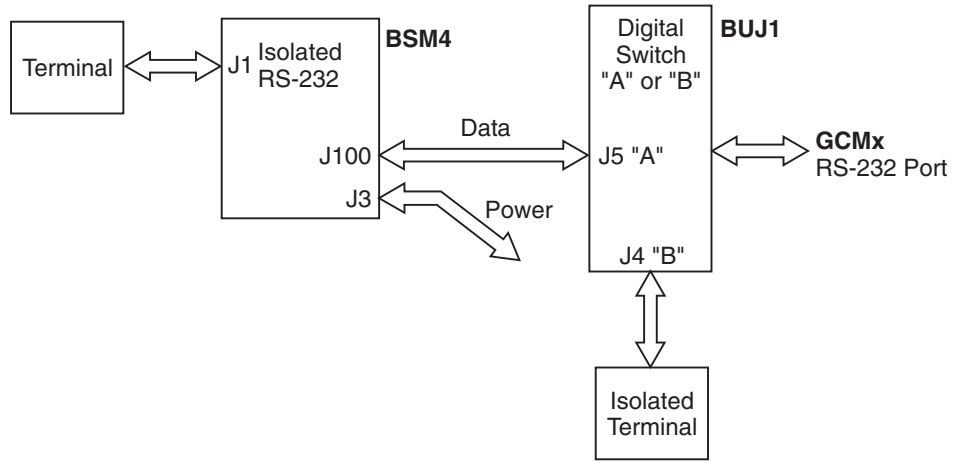 Terminal
J1
Isolated
RS-232
BSM4
J100
J3
Data
Power
Digital
Switch
"A" or "B"
BUJ1
J5 "A"
J4 "B"
GCMx
RS-232 Port
Isolated
Terminal